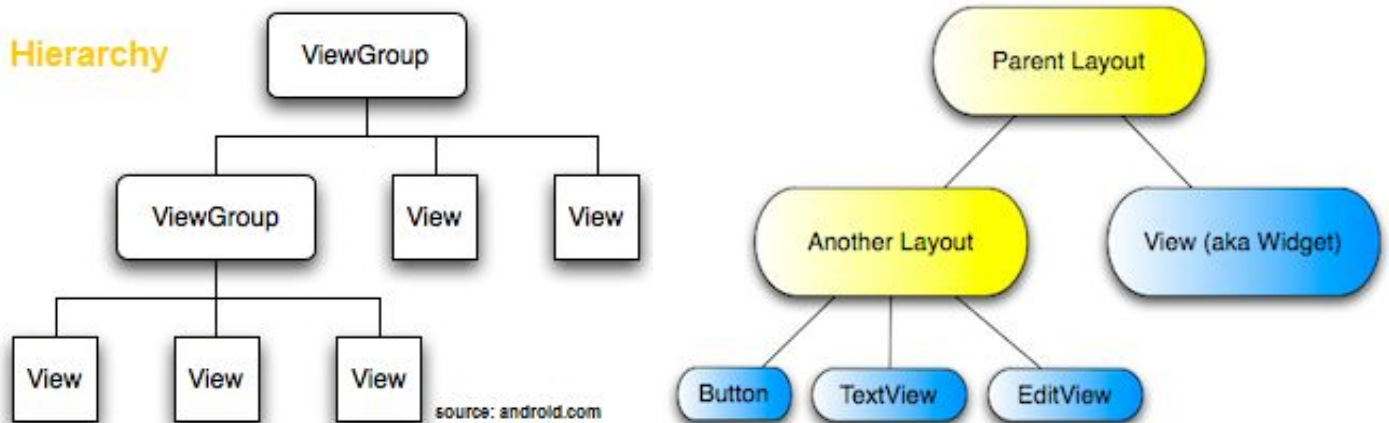 Hierarchy
ViewGroup
ViewGroup
View
View
View
View
View
source: android.com
Parent Layout
Another Layout
View (aka Widget)
Button
TextView
EditView